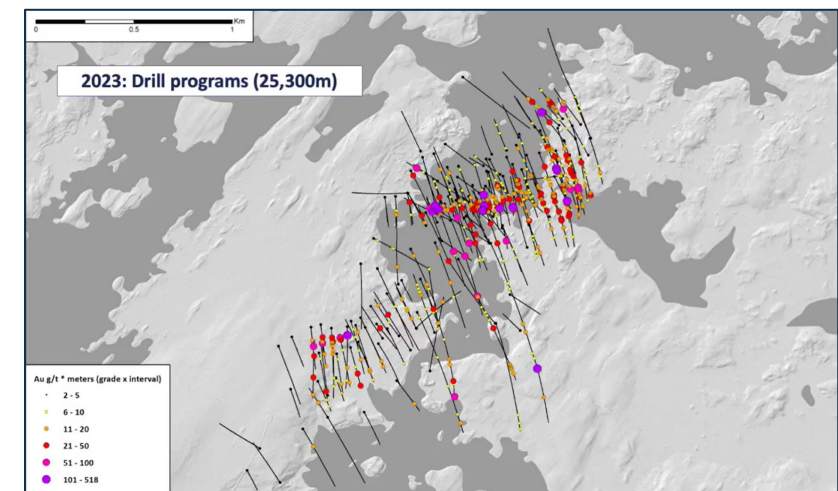 Km
0 0.5 1
2023: Drill programs (25,300m)
Au g/t * meters (grade x interval)
2 - 5
6 - 10
11 - 20
21 - 50
51 - 100
101 - 518